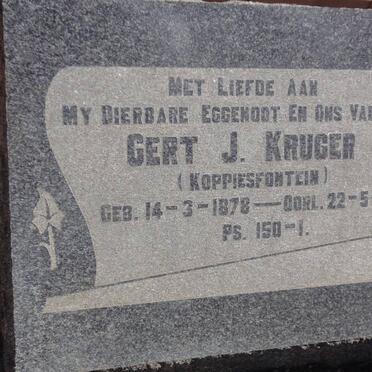 MET LIEFDE AAN
MY DIERBARE EGGENOOT EN ONS VAD
GERT J. KRUGER
(KOPPIESFONTEIN)
GEB. 14-3-1878 — OORL. 22-5
PS. 150-1.